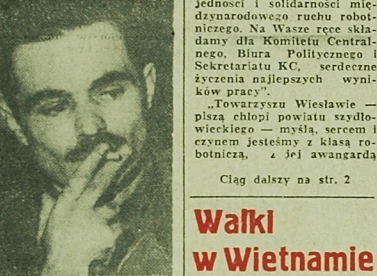 jedności i solidarności mię-
dzynarodowego ruchu robot-
niczego. Na Wasze ręce skła-
damy dla Komitetu Central-
nego, Biura Politycznego i
Sekretariatu KC, serdeczne
życzenia najlepszych wyni-
ków pracy".
„Towarzyszu Wiesławie —
piszą chłopi powiatu szydło-
wieckiego — myślą, sercem i
czynem jesteśmy z klasą ro-
botniczą, z jej awangardą
Ciąg dalszy na str. 2
Walki
w Wietnamie